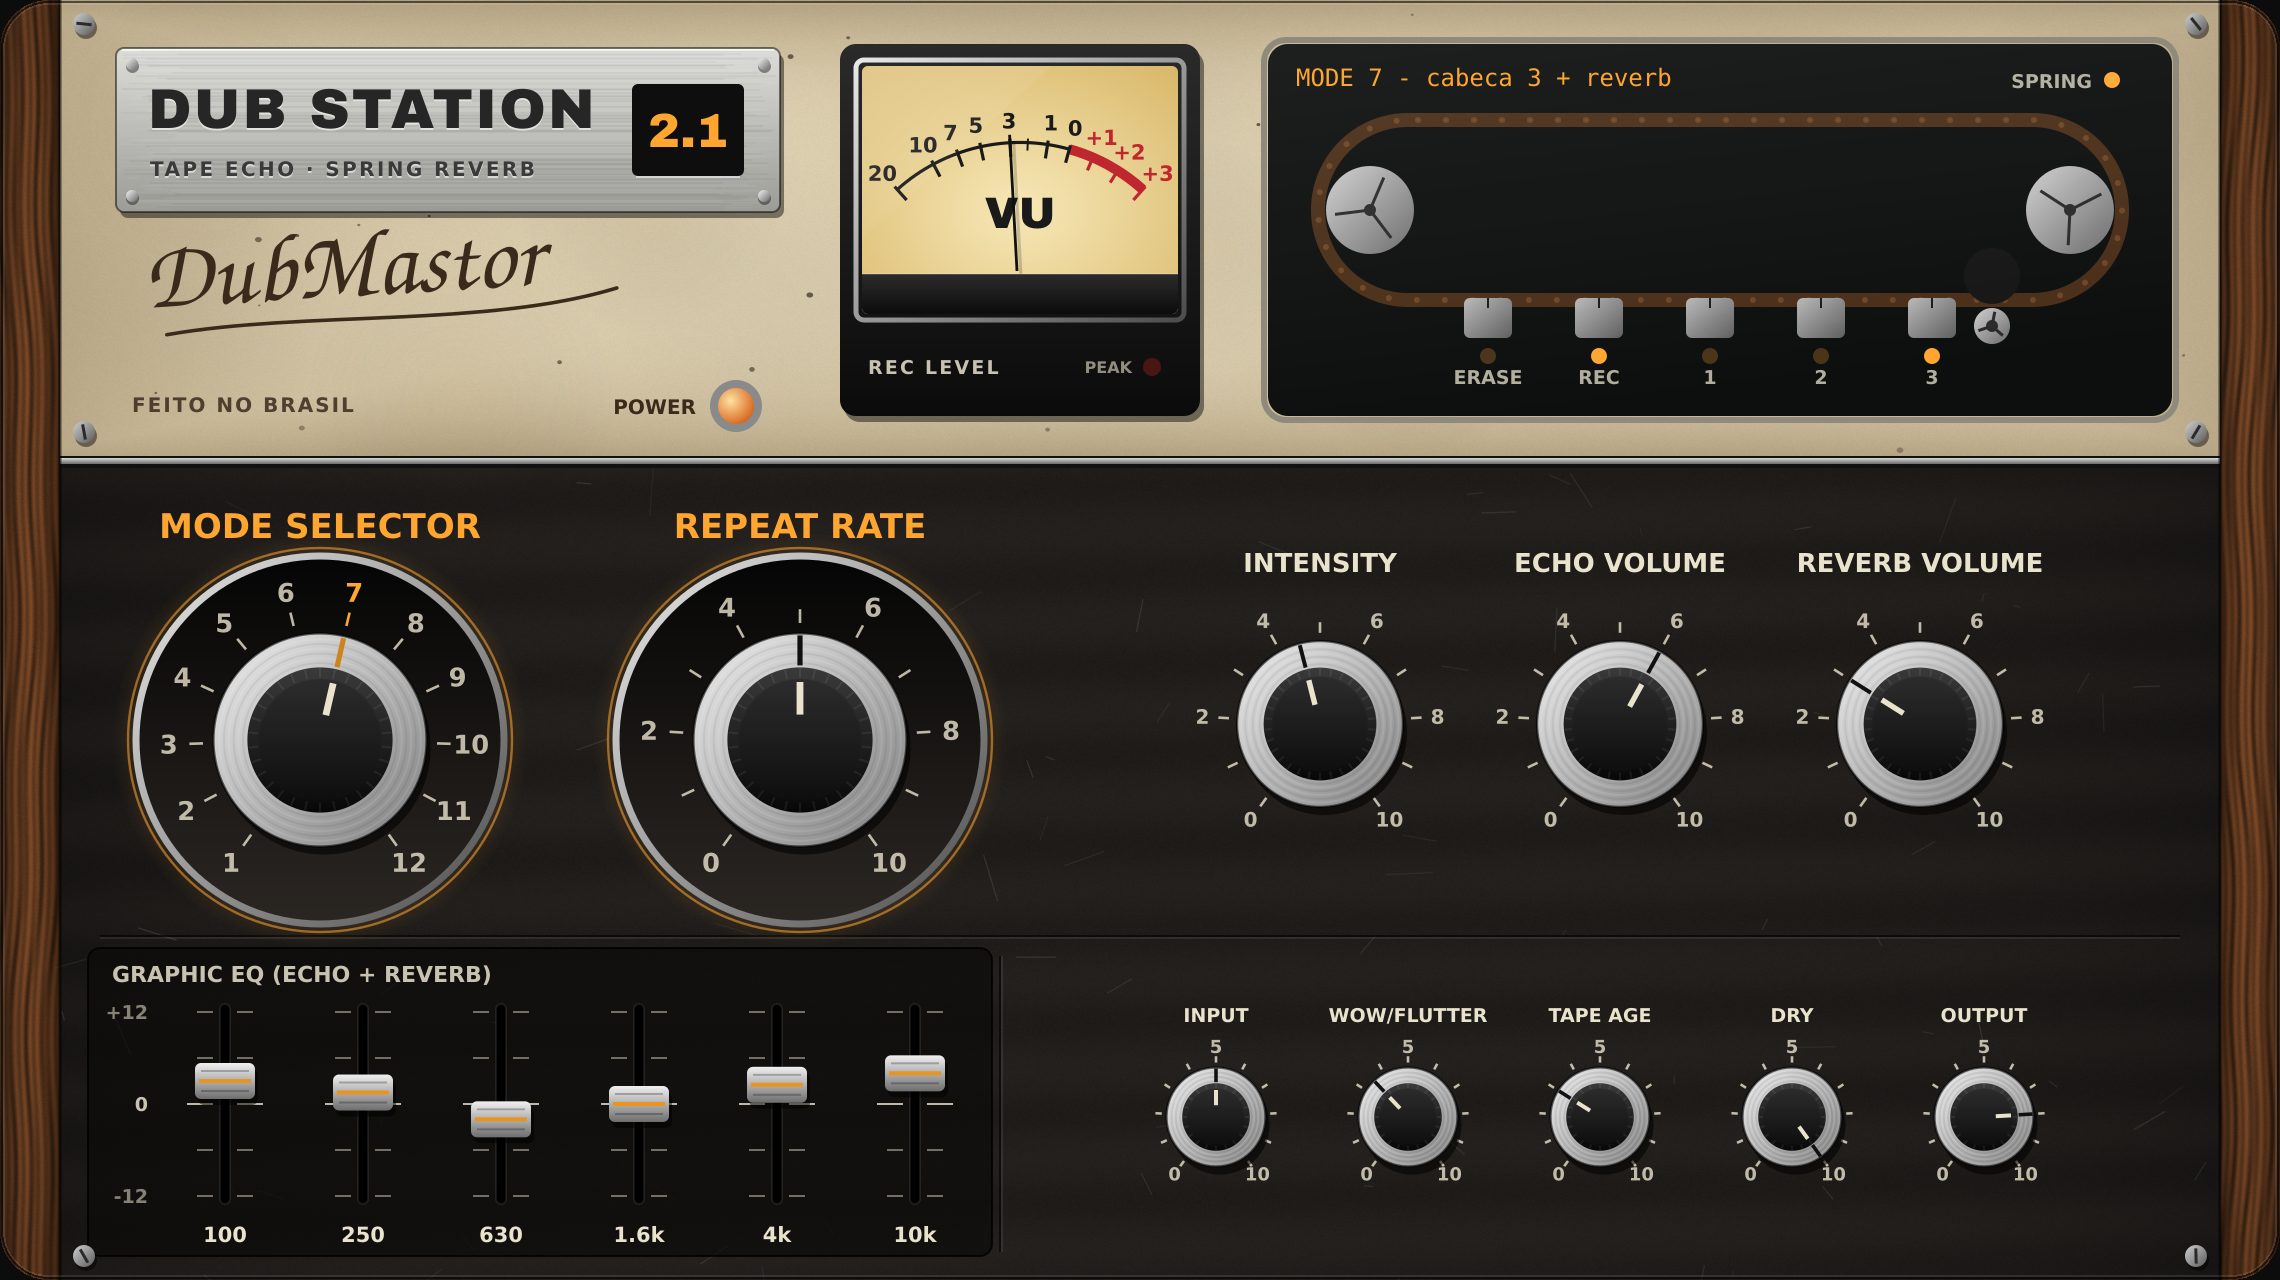 DUB STATION
2.1
TAPE ECHO · SPRING REVERB
DubMastor
FEITO NO BRASIL
POWER
20 10 7 5 3 1 0 +1 +2 +3
VU
REC LEVEL
PEAK
MODE 7 - cabeca 3 + reverb
SPRING
ERASE REC 1 2 3
MODE SELECTOR
1 2 3 4 5 6 7 8 9 10 11 12
REPEAT RATE
0 2 4 6 8 10
INTENSITY
0 2 4 6 8 10
ECHO VOLUME
0 2 4 6 8 10
REVERB VOLUME
0 2 4 6 8 10
GRAPHIC EQ (ECHO + REVERB)
+12
0
-12
100 250 630 1.6k 4k 10k
INPUT
0 5 10
WOW/FLUTTER
0 5 10
TAPE AGE
0 5 10
DRY
0 5 10
OUTPUT
0 5 10